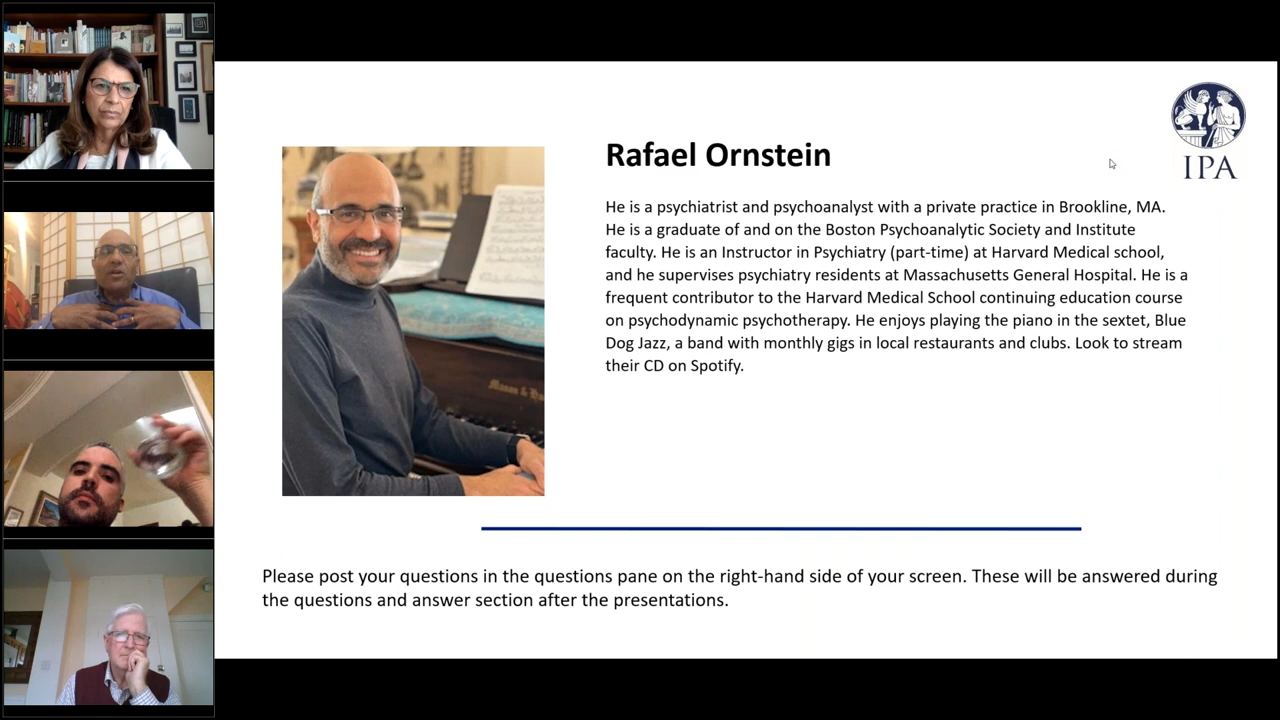 Rafael Ornstein
IPA
He is a psychiatrist and psychoanalyst with a private practice in Brookline, MA.
He is a graduate of and on the Boston Psychoanalytic Society and Institute
faculty. He is an Instructor in Psychiatry (part-time) at Harvard Medical school,
and he supervises psychiatry residents at Massachusetts General Hospital. He is a
frequent contributor to the Harvard Medical School continuing education course
on psychodynamic psychotherapy. He enjoys playing the piano in the sextet, Blue
Dog Jazz, a band with monthly gigs in local restaurants and clubs. Look to stream
their CD on Spotify.
Please post your questions in the questions pane on the right-hand side of your screen. These will be answered during
the questions and answer section after the presentations.